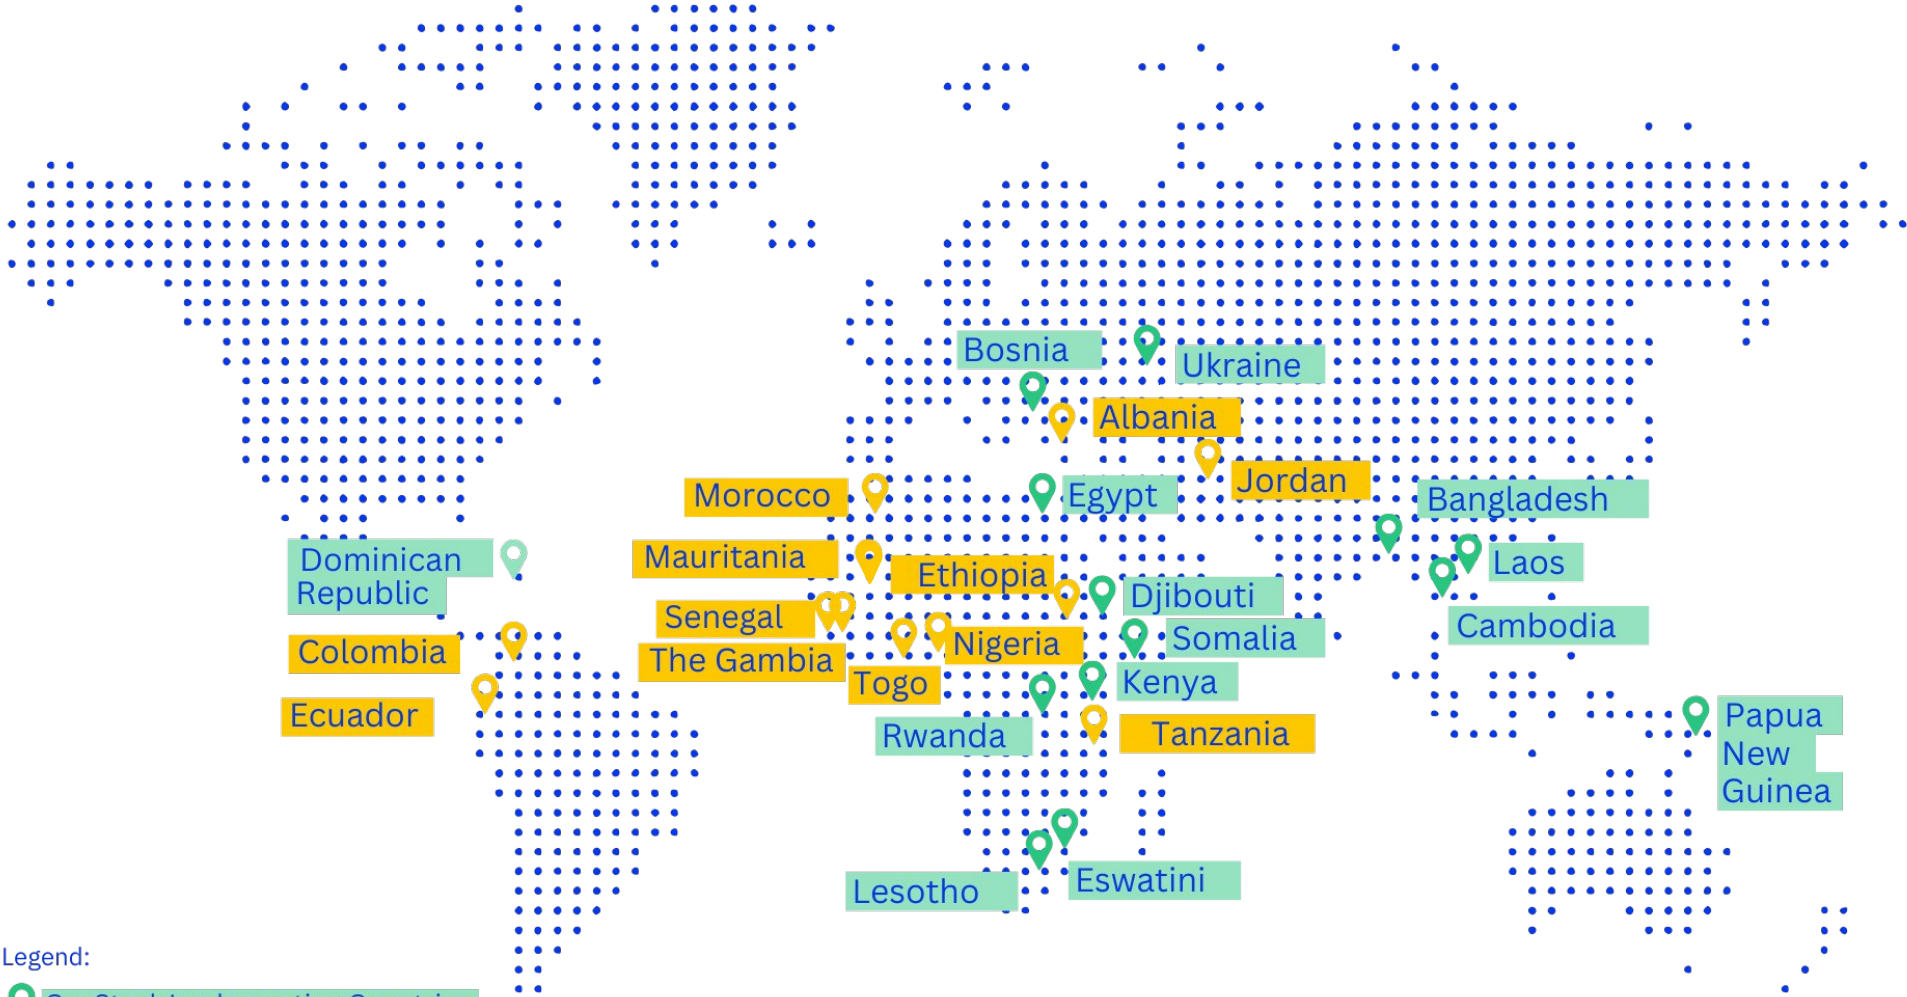 Bosnia
Ukraine
Albania
Jordan
Morocco
Egypt
Bangladesh
Dominican
Republic
Mauritania
Ethiopia
Laos
Djibouti
Senegal
Cambodia
Somalia
Colombia
The Gambia
Nigeria
Togo
Kenya
Ecuador
Rwanda
Tanzania
Papua
New
Guinea
Lesotho
Eswatini
Legend: